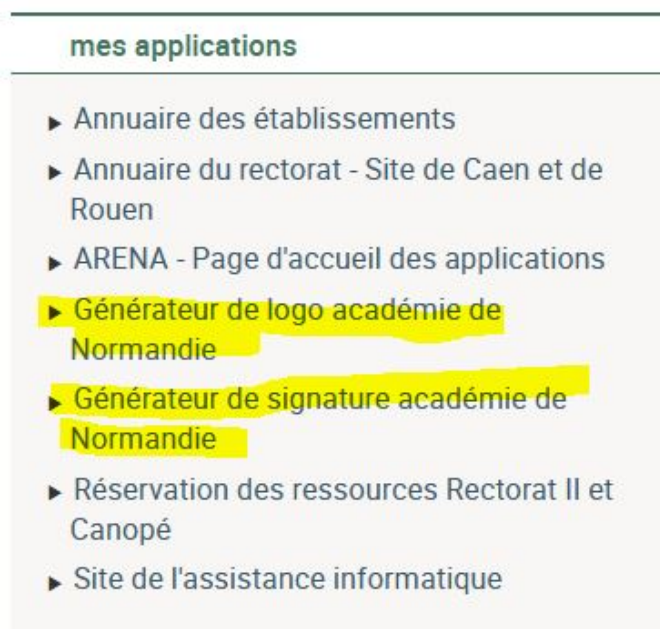 mes applications
Annuaire des établissements
Annuaire du rectorat - Site de Caen et de
Rouen
ARENA - Page d'accueil des applications
Générateur de logo académie de
Normandie
Générateur de signature académie de
Normandie
Réservation des ressources Rectorat II et
Canopé
Site de l'assistance informatique